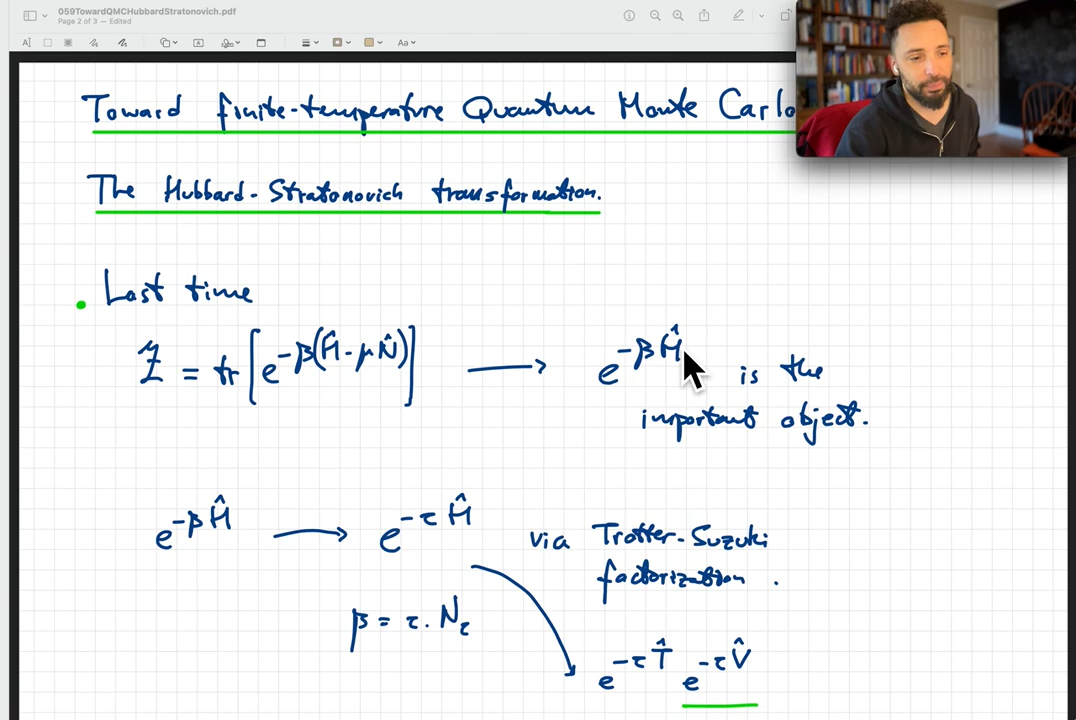 059TowardQMCHubbardStratonovich.pdf
Page 2 of 3 — Edited
Aa
Toward finite-temperature Quantum Monte Carlo
The Hubbard-Stratonovich transformation.
Last time
Z = tr[e^{-β(Ĥ-μN̂)}] → e^{-βĤ} is the
important object.
e^{-βĤ} → e^{-τĤ} via Trotter-Suzuki
factorization.
β = τ. N_τ
e^{-τT̂} e^{-τV̂}